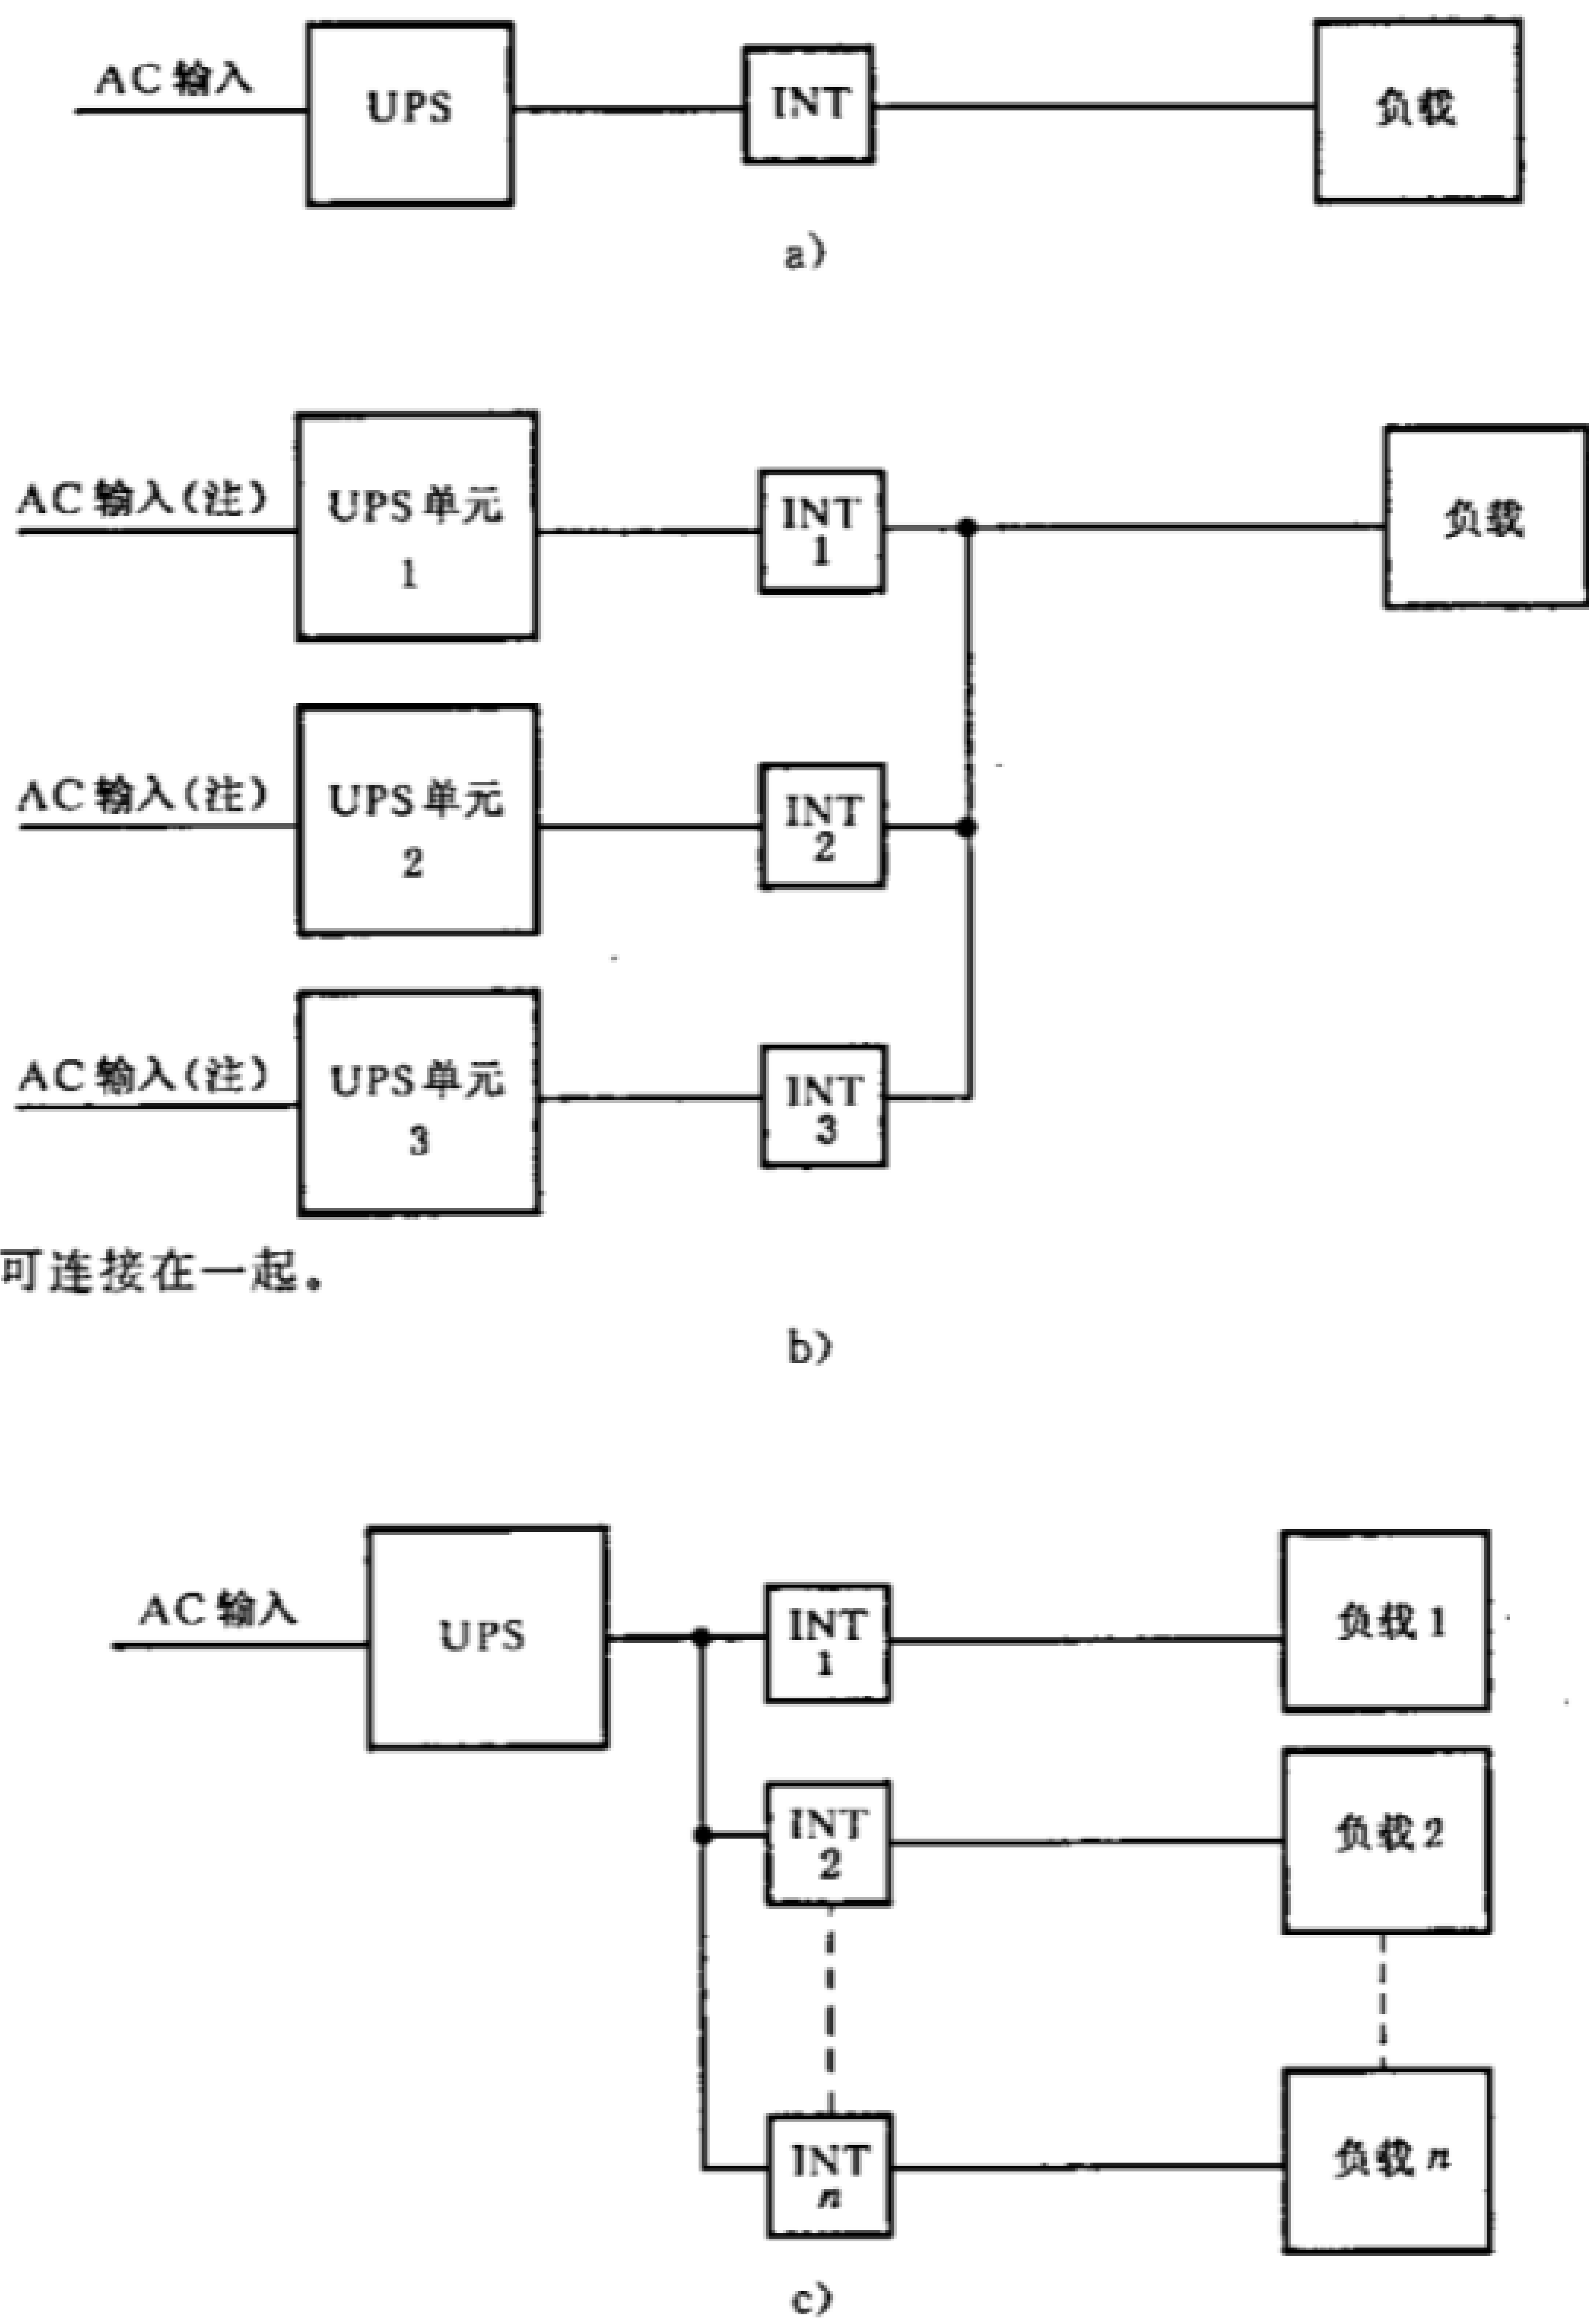 AC 输入
UPS
INT
负载
a)
AC 输入(注)
UPS 单元
1
INT
1
负载
AC 输入(注)
UPS 单元
2
INT
2
AC 输入(注)
UPS 单元
3
INT
3
可连接在一起。
b)
AC 输入
UPS
INT
1
负载 1
INT
2
负载 2
INT
n
负载 n
c)